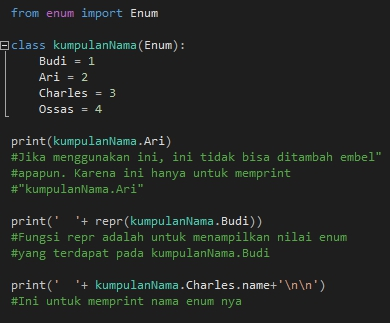 from enum import Enum
class kumpulanNama(Enum):
    Budi = 1
    Ari = 2
    Charles = 3
    Ossas = 4
print(kumpulanNama.Ari)
#Jika menggunakan ini, ini tidak bisa ditambah embel"
#apapun. Karena ini hanya untuk memprint
#"kumpulanNama.Ari"
print('  '+ repr(kumpulanNama.Budi))
#Fungsi repr adalah untuk menampilkan nilai enum
#yang terdapat pada kumpulanNama.Budi
print('  '+ kumpulanNama.Charles.name+'\n\n')
#Ini untuk memprint nama enum nya